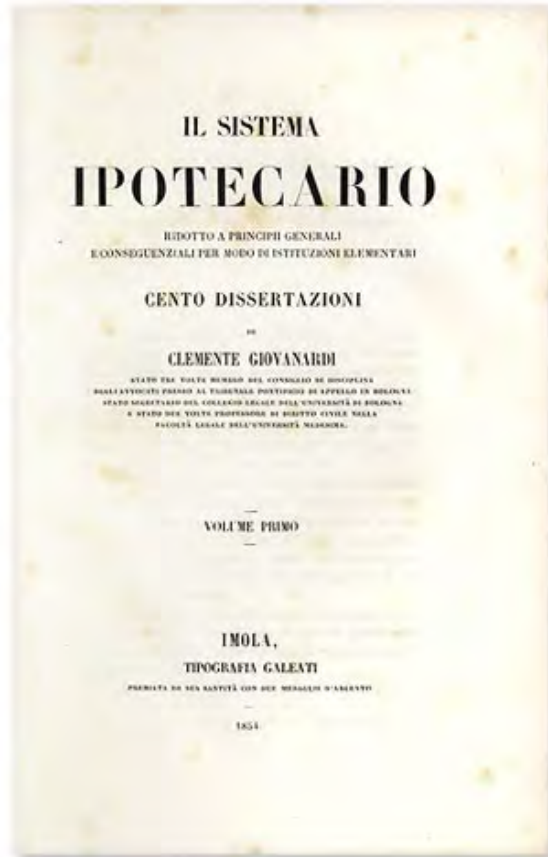 IL SISTEMA
IPOTECARIO
RIDOTTO A PRINCIPII GENERALI
E CONSEGUENZIALI PER MODO DI ISTITUZIONI ELEMENTARI
CENTO DISSERTAZIONI
DI
CLEMENTE GIOVANARDI
STATO TRE VOLTE MEMBRO DEL CONSIGLIO DI DISCIPLINA
DEGLI AVVOCATI PRESSO AL TRIBUNALE PONTIFICIO DI APPELLO IN BOLOGNA
STATO SEGRETARIO DEL COLLEGIO LEGALE DELL'UNIVERSITÀ DI BOLOGNA
E STATO DUE VOLTE PROFESSORE DI DIRITTO CIVILE NELLA
FACOLTÀ LEGALE DELL'UNIVERSITÀ MEDESIMA.
VOLUME PRIMO
IMOLA,
TIPOGRAFIA GALEATI
PREMIATA DA SUA SANTITÀ CON DUE MEDAGLIE D'ARGENTO
1854